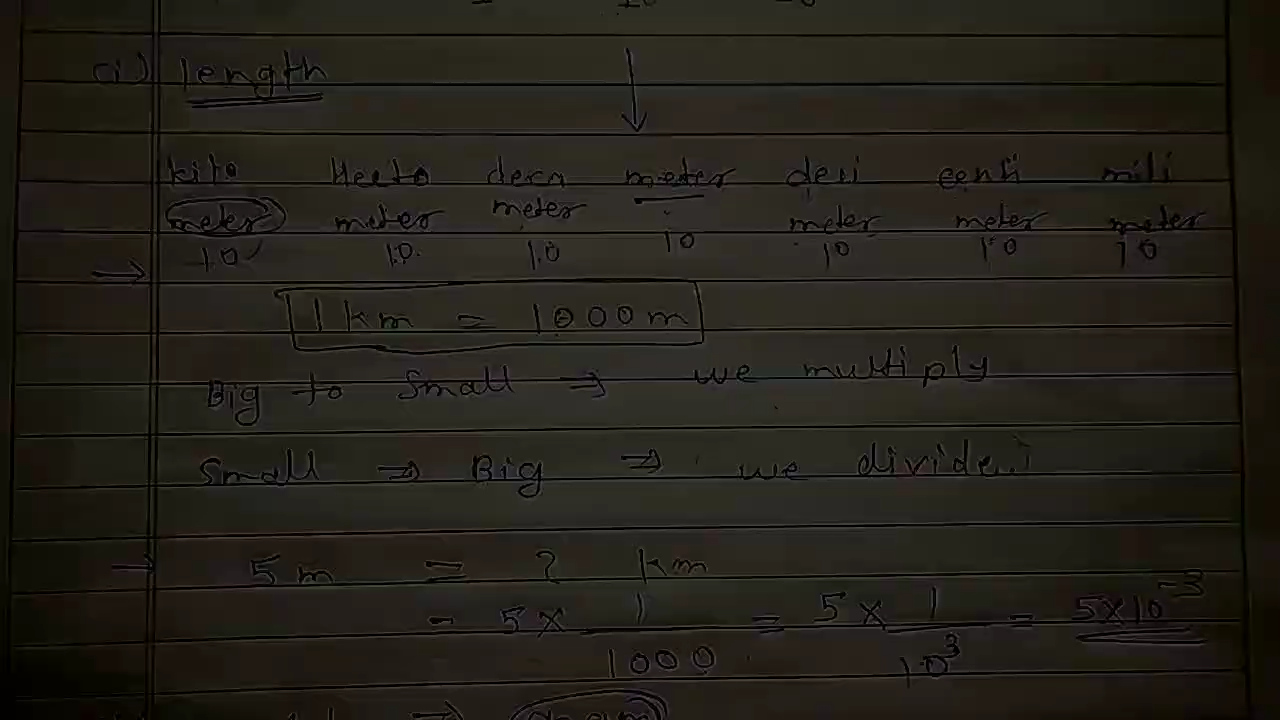 (i) length
kilo Hecto deca meter deci centi mili
meter meter meter meter meter meter
10 10 10 10 10 10 10
→
1 km = 1000 m
Big to small ⇒ we multiply
Small ⇒ Big ⇒ we divide.
→ 5 m = ? km
= 5 × 1/1000 = 5 × 1/10³ = 5×10⁻³